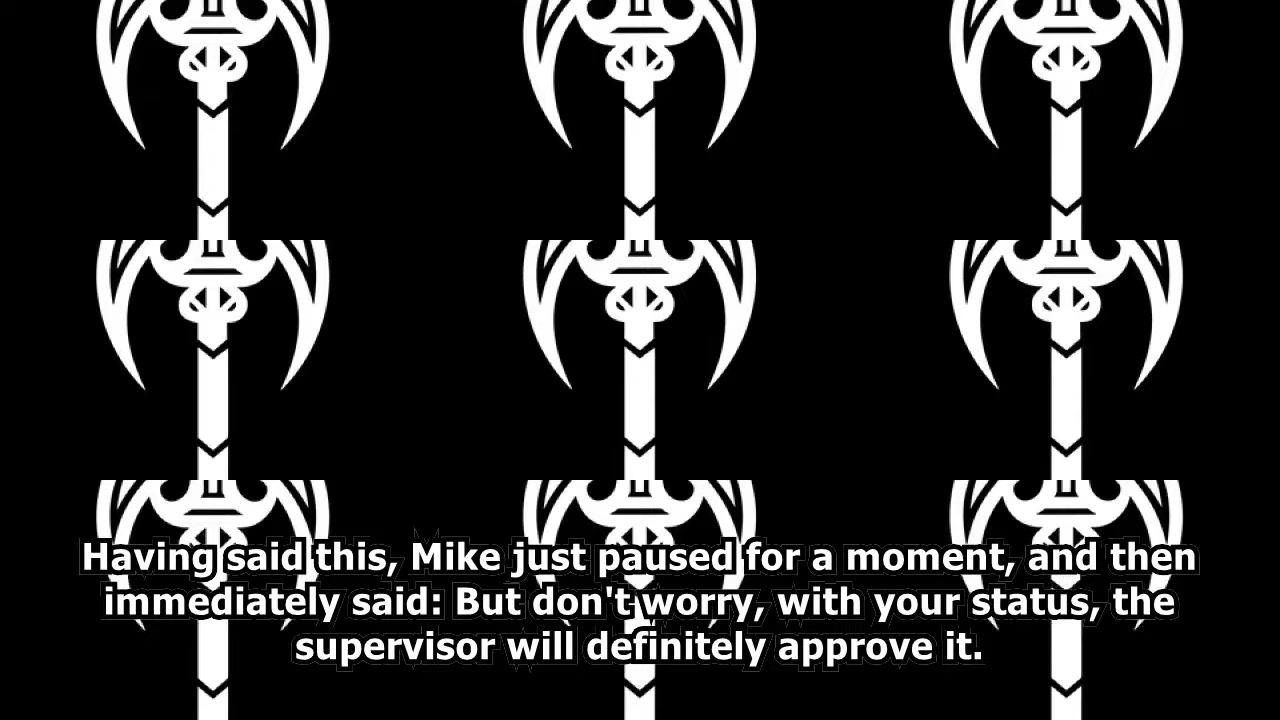 Having said this, Mike just paused for a moment, and then
immediately said: But don't worry, with your status, the
supervisor will definitely approve it.